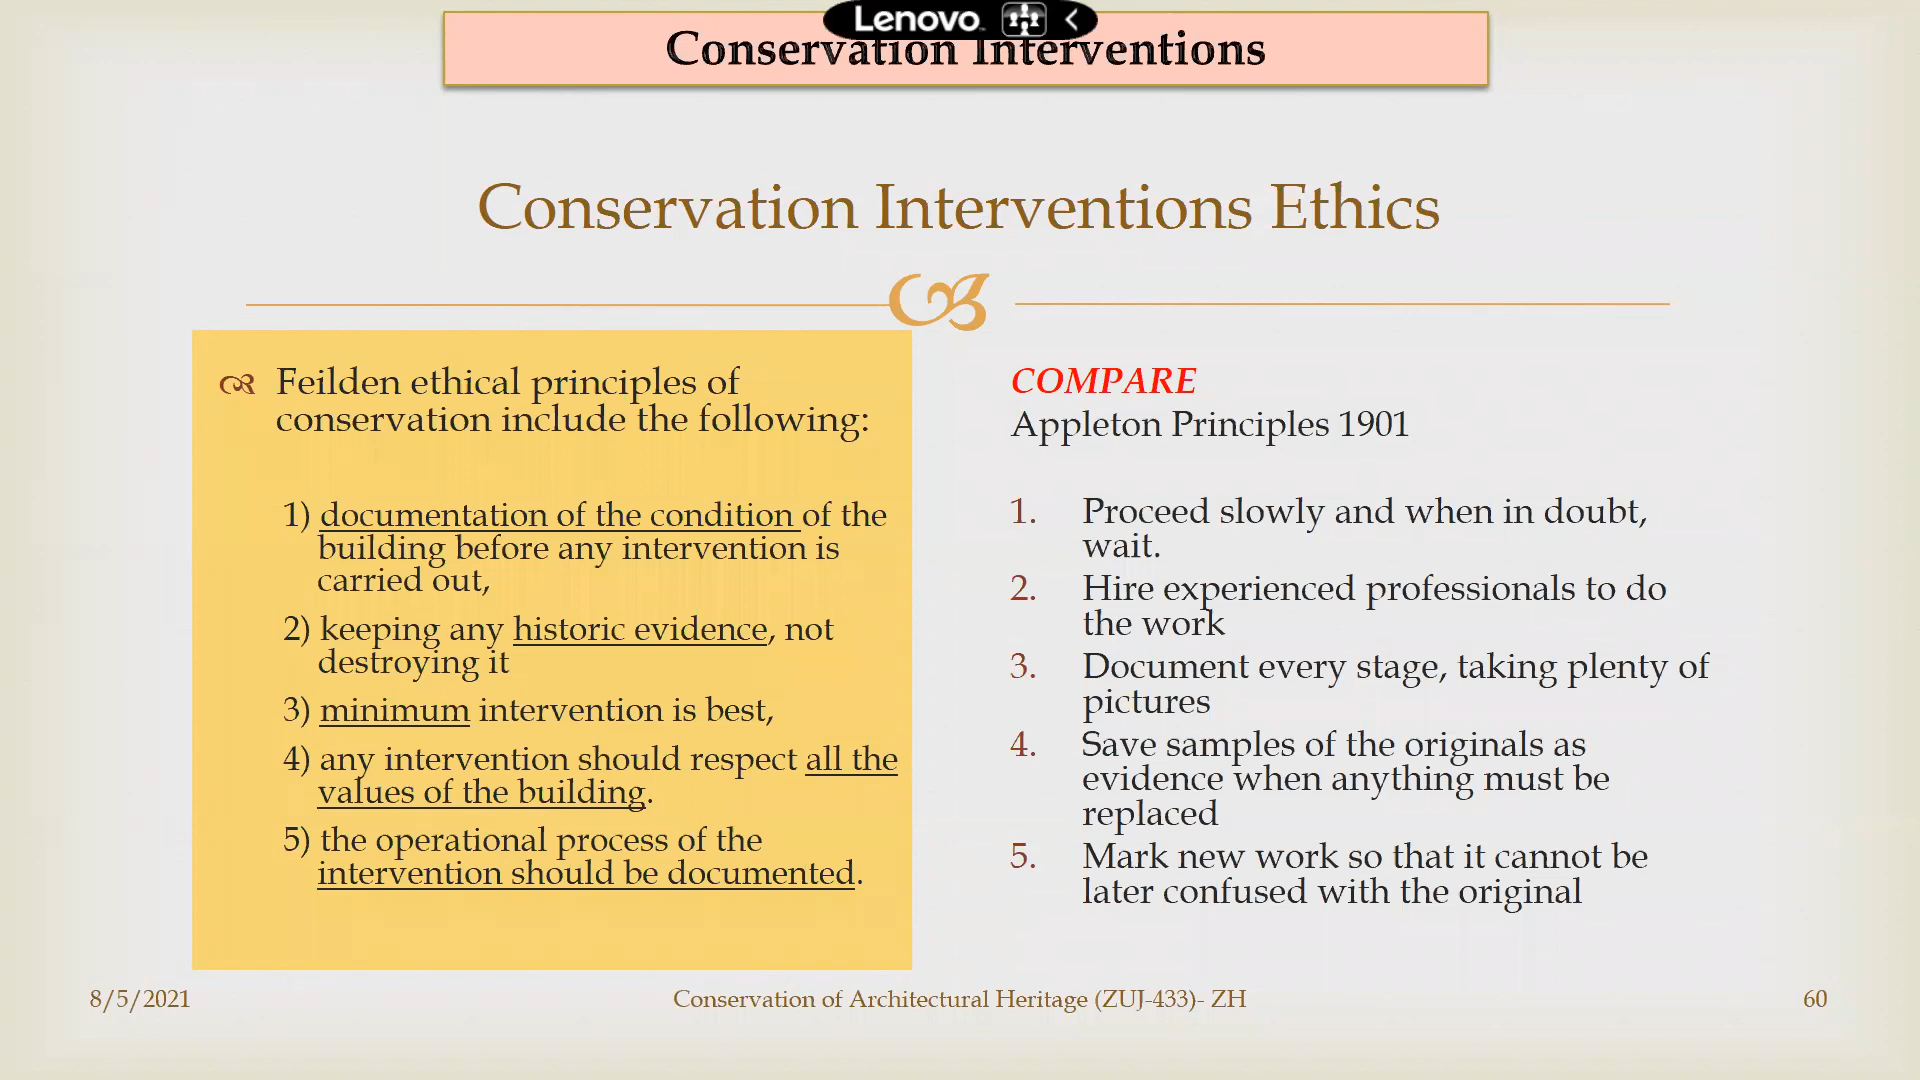 Lenovo
Conservation Interventions
Conservation Interventions Ethics
Feilden ethical principles of
conservation include the following:
1) documentation of the condition of the
building before any intervention is
carried out,
2) keeping any historic evidence, not
destroying it
3) minimum intervention is best,
4) any intervention should respect all the
values of the building.
5) the operational process of the
intervention should be documented.
COMPARE
Appleton Principles 1901
1. Proceed slowly and when in doubt,
wait.
2. Hire experienced professionals to do
the work
3. Document every stage, taking plenty of
pictures
4. Save samples of the originals as
evidence when anything must be
replaced
5. Mark new work so that it cannot be
later confused with the original
8/5/2021
Conservation of Architectural Heritage (ZUJ-433)- ZH
60